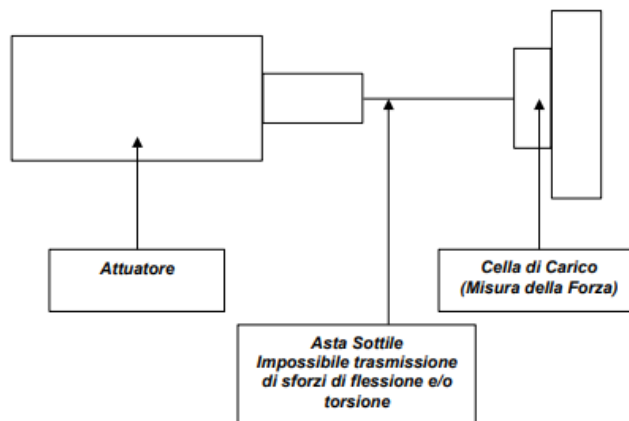 Attuatore
Cella di Carico
(Misura della Forza)
Asta Sottile
Impossibile trasmissione
di sforzi di flessione e/o
torsione